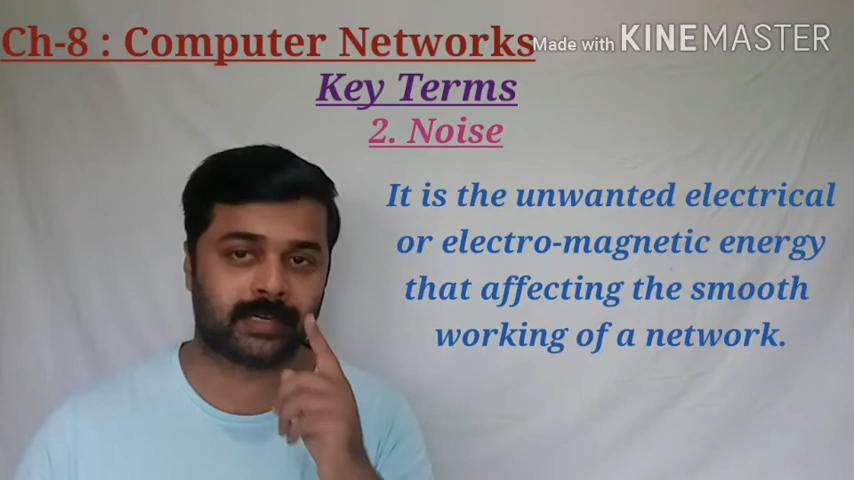 Ch-8 : Computer Networks
Made with KINEMASTER
Key Terms
2. Noise
It is the unwanted electrical
or electro-magnetic energy
that affecting the smooth
working of a network.